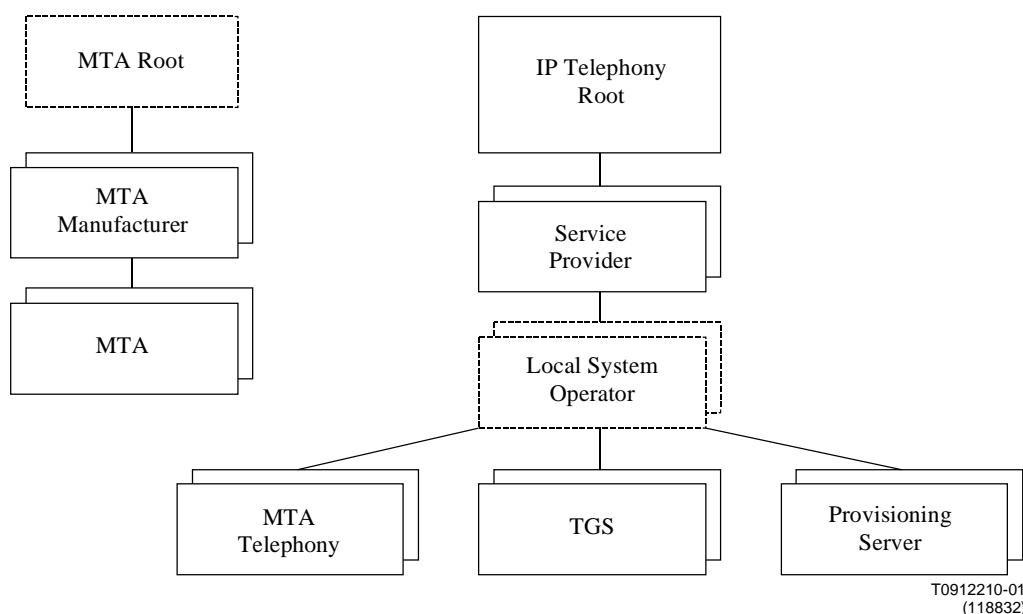 MTA Root
IP Telephony
Root
MTA
Manufacturer
Service
Provider
MTA
Local System
Operator
MTA
Telephony
TGS
Provisioning
Server
T0912210-01
(118832)